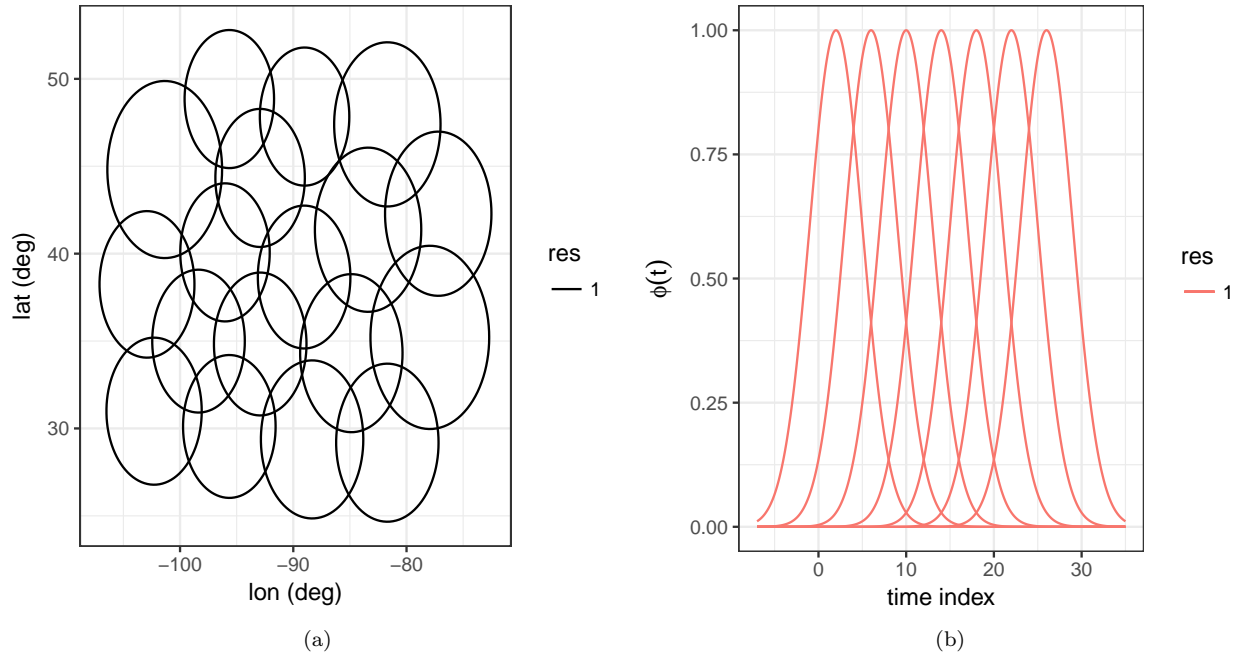 50
40
30
lat (deg)
−100
−90
−80
lon (deg)
res
1
(a)
1.00
0.75
0.50
0.25
0.00
ϕ(t)
0
10
20
30
time index
res
1
(b)